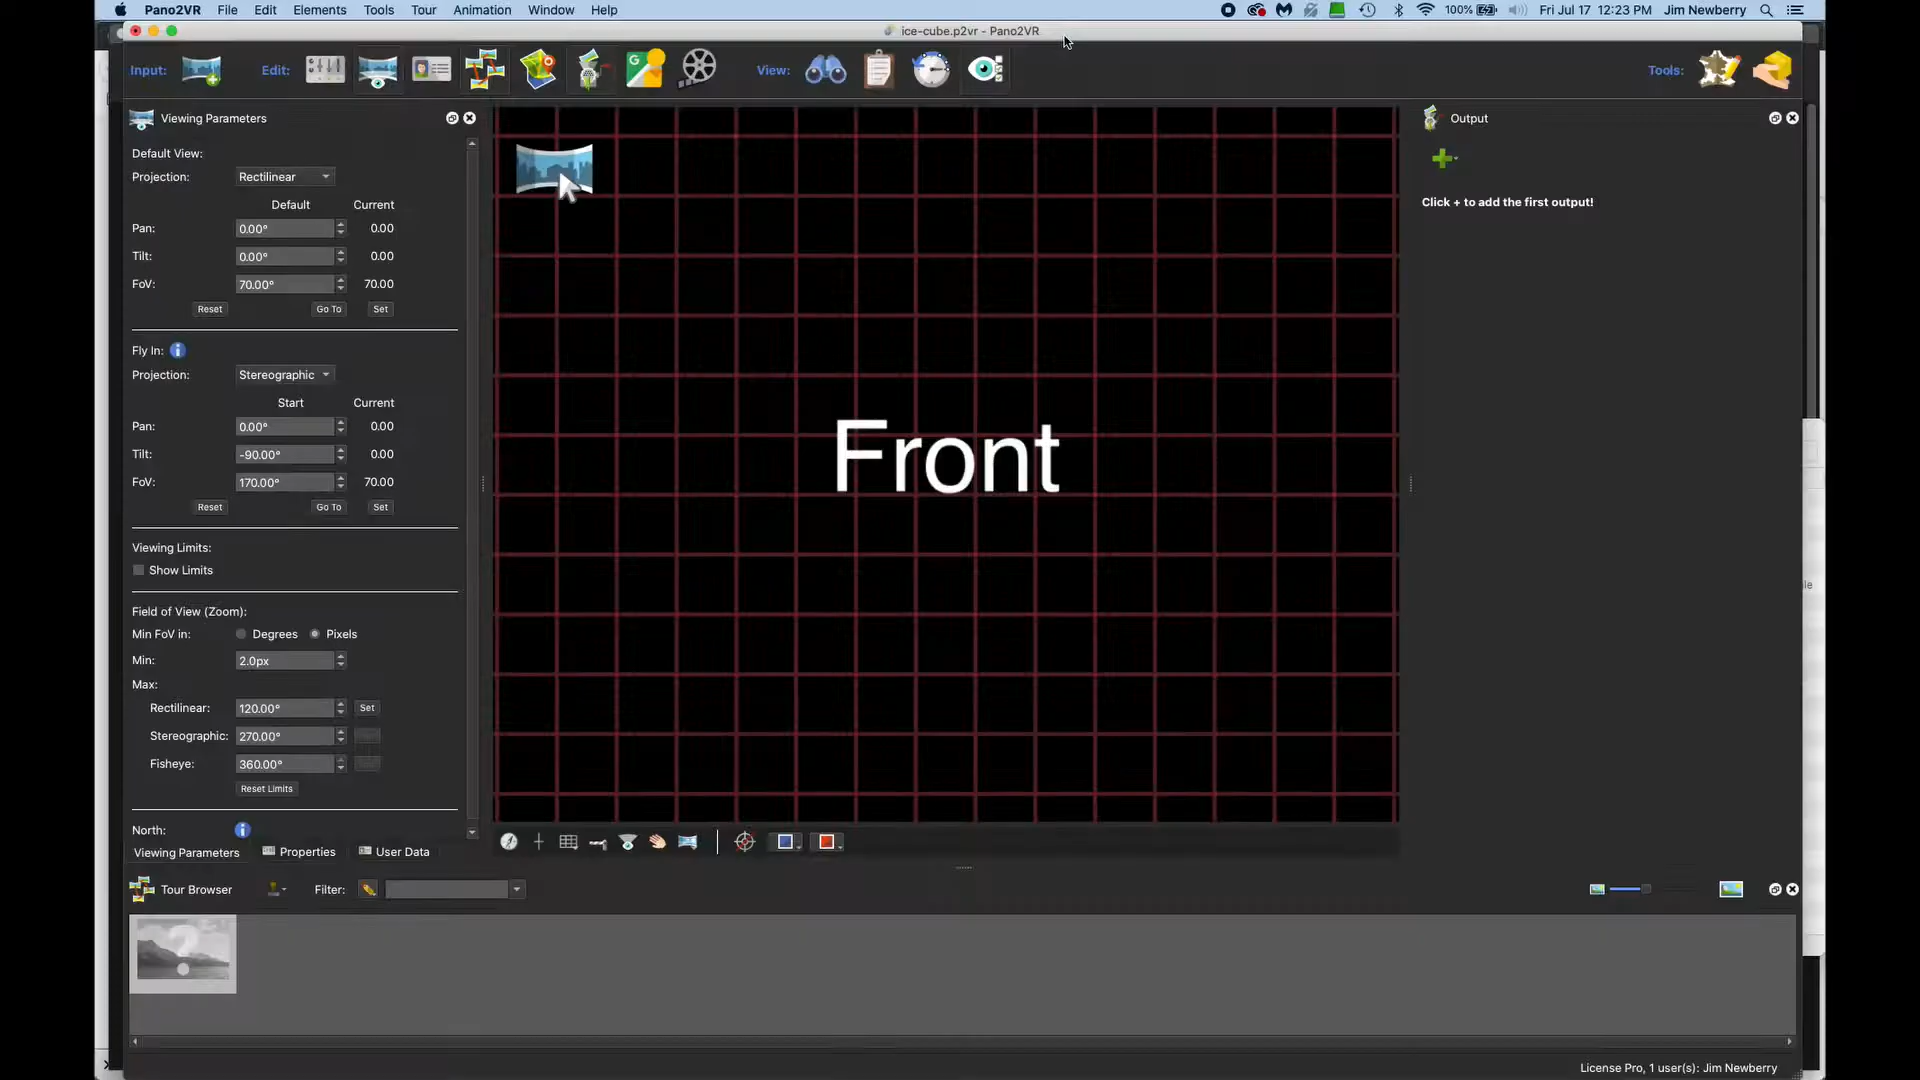 Pano2VR File Edit Elements Tools Tour Animation Window Help 100% Fri Jul 17 12:23 PM Jim Newberry
ice-cube.p2vr - Pano2VR
Input: Edit: View: Tools:
Viewing Parameters
Output
Default View:
Projection: Rectilinear
Click + to add the first output!
Default Current
Pan: 0.00° 0.00
Tilt: 0.00° 0.00
FoV: 70.00° 70.00
Reset Go To Set
Fly In:
Projection: Stereographic
Start Current
Pan: 0.00° 0.00
Tilt: -90.00° 0.00
FoV: 170.00° 70.00
Reset Go To Set
Front
Viewing Limits:
Show Limits
Field of View (Zoom):
Min FoV in: Degrees Pixels
Min: 2.0px
Max:
Rectilinear: 120.00° Set
Stereographic: 270.00°
Fisheye: 360.00°
Reset Limits
North:
Viewing Parameters Properties User Data
Tour Browser Filter:
License Pro, 1 user(s): Jim Newberry